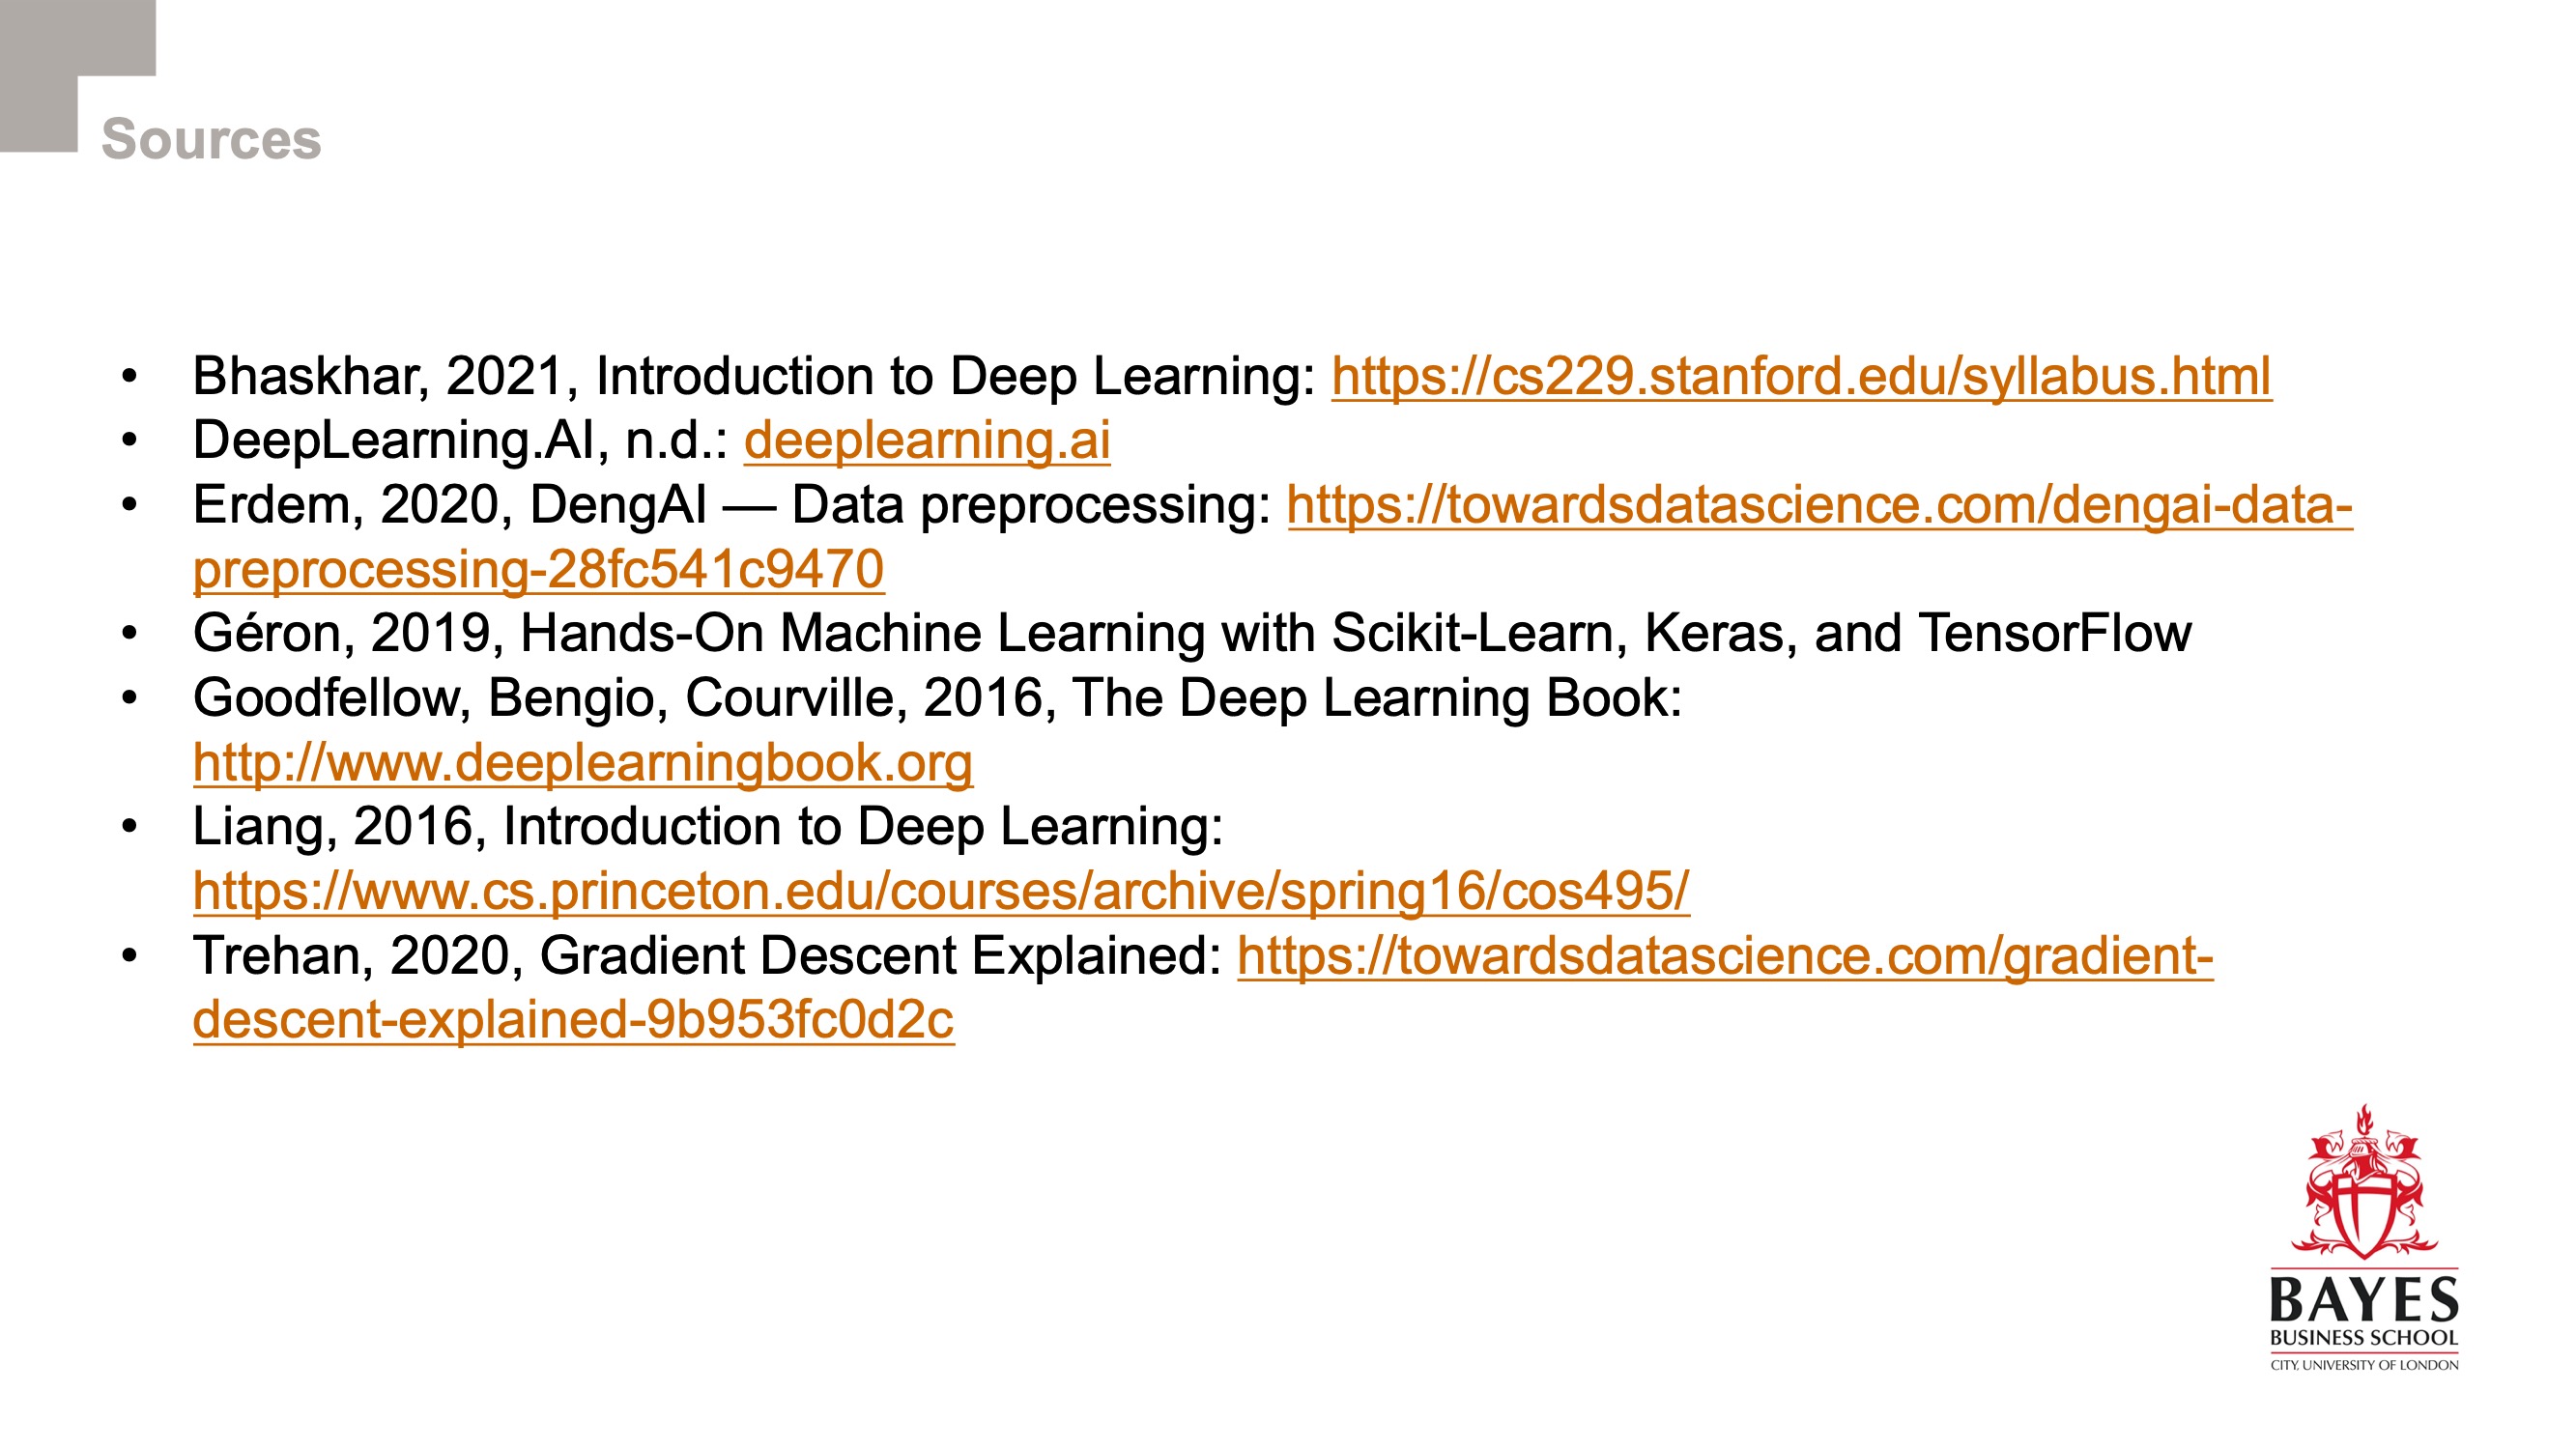 Sources
• Bhaskhar, 2021, Introduction to Deep Learning: https://cs229.stanford.edu/syllabus.html
• DeepLearning.AI, n.d.: deeplearning.ai
• Erdem, 2020, DengAI — Data preprocessing: https://towardsdatascience.com/dengai-data-
preprocessing-28fc541c9470
• Géron, 2019, Hands-On Machine Learning with Scikit-Learn, Keras, and TensorFlow
• Goodfellow, Bengio, Courville, 2016, The Deep Learning Book:
http://www.deeplearningbook.org
• Liang, 2016, Introduction to Deep Learning:
https://www.cs.princeton.edu/courses/archive/spring16/cos495/
• Trehan, 2020, Gradient Descent Explained: https://towardsdatascience.com/gradient-
descent-explained-9b953fc0d2c
BAYES
BUSINESS SCHOOL
CITY, UNIVERSITY OF LONDON